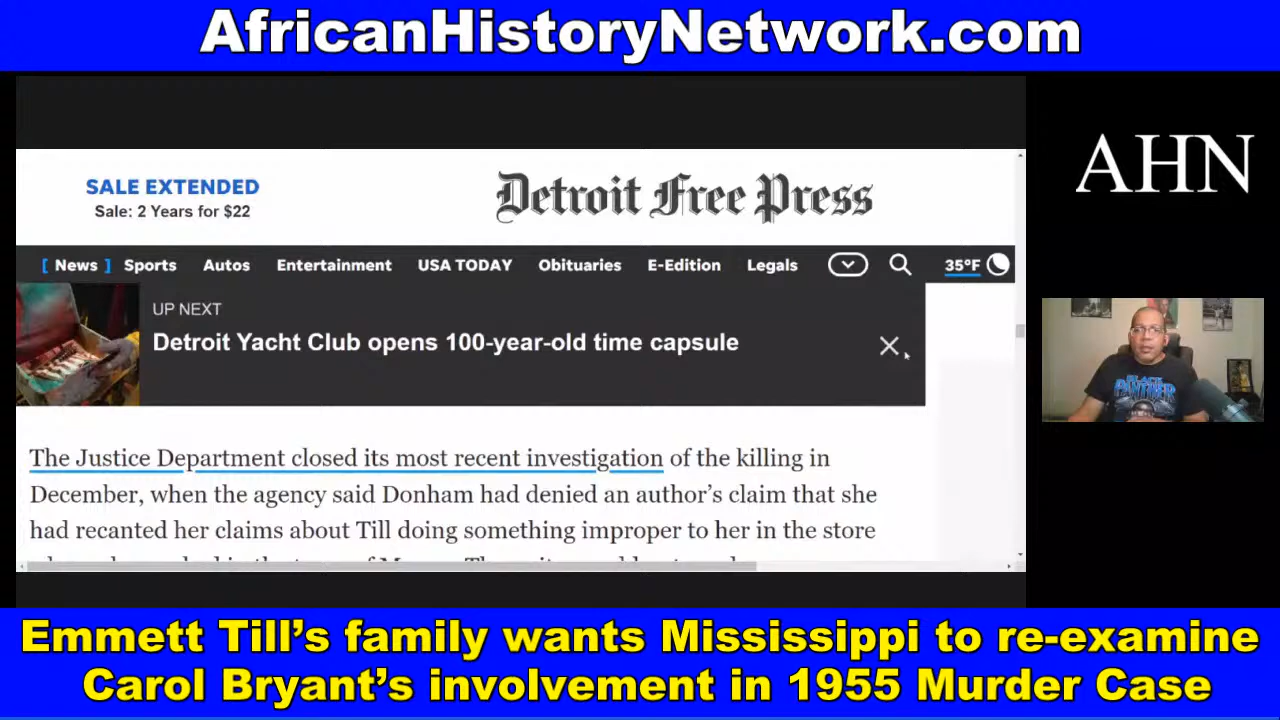 AfricanHistoryNetwork.com
SALE EXTENDED
Sale: 2 Years for $22
Detroit Free Press
AHN
[ News ] Sports Autos Entertainment USA TODAY Obituaries E-Edition Legals 35°F
UP NEXT
Detroit Yacht Club opens 100-year-old time capsule
BLACK PANTHER
The Justice Department closed its most recent investigation of the killing in
December, when the agency said Donham had denied an author’s claim that she
had recanted her claims about Till doing something improper to her in the store
Emmett Till’s family wants Mississippi to re-examine
Carol Bryant’s involvement in 1955 Murder Case